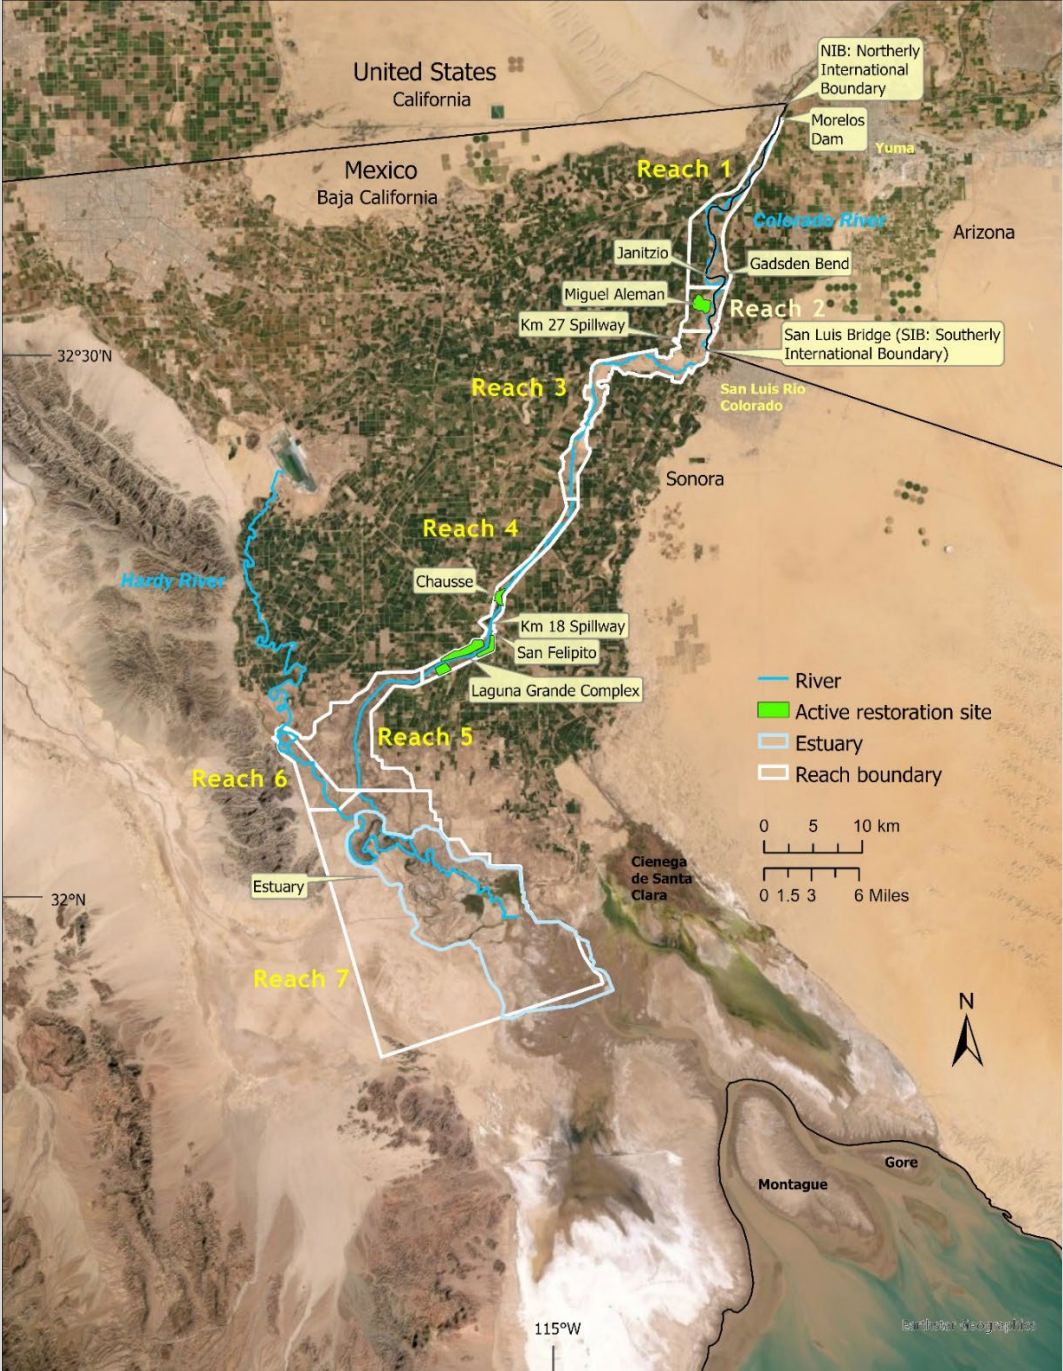 United States
California
NIB: Northerly
International
Boundary
Morelos
Dam
Yuma
Mexico
Baja California
Reach 1
Colorado River
Arizona
Janitzio
Gadsden Bend
Miguel Aleman
Reach 2
Km 27 Spillway
San Luis Bridge (SIB: Southerly
International Boundary)
32°30'N
Reach 3
San Luis Rio
Colorado
Sonora
Reach 4
Hardy River
Chausse
Km 18 Spillway
San Felipito
Laguna Grande Complex
River
Active restoration site
Estuary
Reach boundary
Reach 5
Reach 6
0 5 10 km
0 1.5 3 6 Miles
Cienega
de Santa
Clara
Estuary
32°N
Reach 7
N
Gore
Montague
115°W
Earthstar Geographics